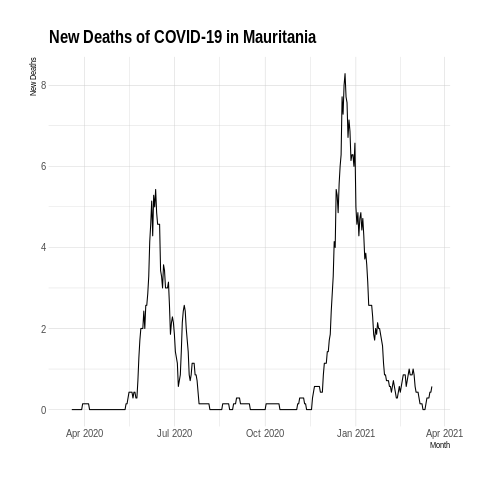 New Deaths of COVID-19 in Mauritania
New Deaths
8
6
4
2
0
Apr 2020 Jul 2020 Oct 2020 Jan 2021 Apr 2021
Month